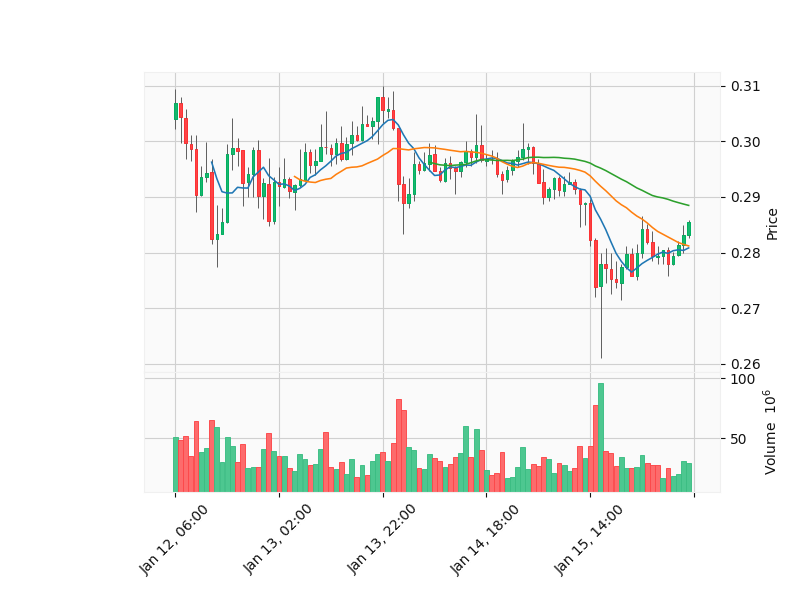 0.31
0.30
0.29
0.28
0.27
0.26
Price
100
50
Volume 10^6
Jan 12, 06:00
Jan 13, 02:00
Jan 13, 22:00
Jan 14, 18:00
Jan 15, 14:00